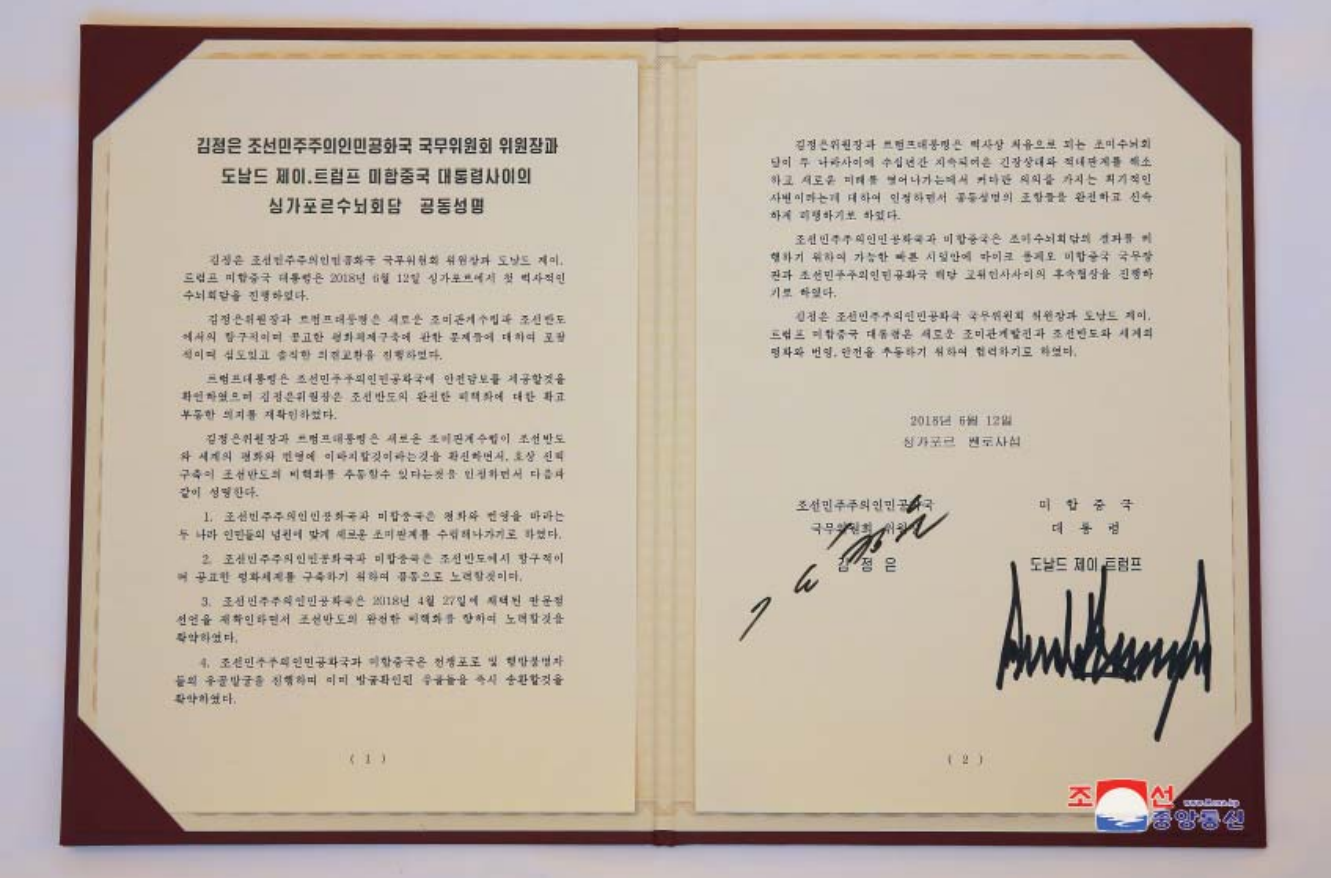 김정은 조선민주주의인민공화국 국무위원회 위원장과
도날드 제이.트럼프 미합중국 대통령사이의
싱가포르수뇌회담 공동성명
김정은 조선민주주의인민공화국 국무위원회 위원장과 도날드 제이.
트럼프 미합중국 대통령은 2018년 6월 12일 싱가포르에서 첫 력사적인
수뇌회담을 진행하였다.
김정은위원장과 트럼프대통령은 새로운 조미관계수립과 조선반도
에서의 항구적이며 공고한 평화체제구축에 관한 문제들에 대하여 포괄
적이며 심도있고 솔직한 의견교환을 진행하였다.
트럼프대통령은 조선민주주의인민공화국에 안전담보를 제공할것을
확언하였으며 김정은위원장은 조선반도의 완전한 비핵화에 대한 확고
부동한 의지를 재확인하였다.
김정은위원장과 트럼프대통령은 새로운 조미관계수립이 조선반도
와 세계의 평화와 번영에 이바지할것이라는것을 확신하면서, 호상 신뢰
구축이 조선반도의 비핵화를 추동할수 있다는것을 인정하면서 다음과
같이 성명한다.
1. 조선민주주의인민공화국과 미합중국은 평화와 번영을 바라는
두 나라 인민들의 념원에 맞게 새로운 조미관계를 수립해나가기로 하였다.
2. 조선민주주의인민공화국과 미합중국은 조선반도에서 항구적이
며 공고한 평화체제를 구축하기 위하여 공동으로 노력할것이다.
3. 조선민주주의인민공화국은 2018년 4월 27일에 채택된 판문점
선언을 재확인하면서 조선반도의 완전한 비핵화를 향하여 노력할것을
확약하였다.
4. 조선민주주의인민공화국과 미합중국은 전쟁포로 및 행방불명자
들의 유골발굴을 진행하며 이미 발굴확인된 유골들을 즉시 송환할것을
확약하였다.
( 1 )
김정은위원장과 트럼프대통령은 력사상 처음으로 되는 조미수뇌회
담이 두 나라사이에 수십년간 지속되여온 긴장상태와 적대관계를 해소
하고 새로운 미래를 열어나가는데서 커다란 의의를 가지는 획기적인
사변이라는데 대하여 인정하면서 공동성명의 조항들을 완전하고 신속
하게 리행하기로 하였다.
조선민주주의인민공화국과 미합중국은 조미수뇌회담의 결과를 리
행하기 위하여 가능한 빠른 시일안에 마이크 폼페오 미합중국 국무장
관과 조선민주주의인민공화국 해당 고위인사사이의 후속협상을 진행하
기로 하였다.
김정은 조선민주주의인민공화국 국무위원회 위원장과 도날드 제이.
트럼프 미합중국 대통령은 새로운 조미관계발전과 조선반도와 세계의
평화와 번영, 안전을 추동하기 위하여 협력하기로 하였다.
2018년 6월 12일
싱가포르 쎈토사섬
조선민주주의인민공화국
국무위원회 위원장
김정은
미 합 중 국
대 통 령
도날드 제이.트럼프
( 2 )
조선
www.kcna.kp
중앙통신